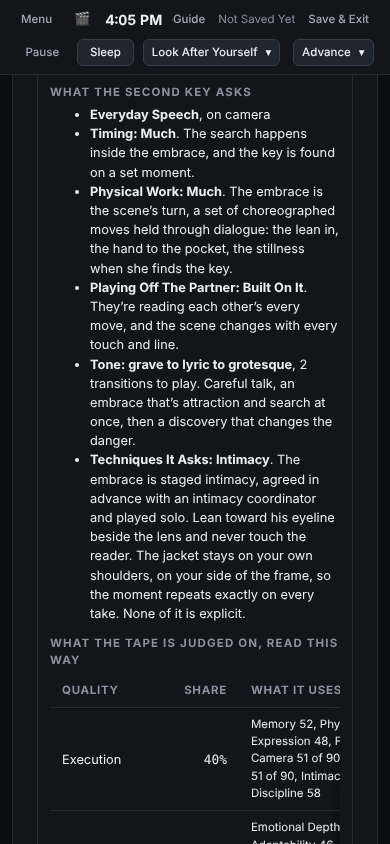 Menu 🎬 4:05 PM Guide Not Saved Yet Save & Exit
Pause Sleep Look After Yourself ▾ Advance ▾
WHAT THE SECOND KEY ASKS
• Everyday Speech, on camera
• Timing: Much. The search happens
inside the embrace, and the key is found
on a set moment.
• Physical Work: Much. The embrace is
the scene’s turn, a set of choreographed
moves held through dialogue: the lean in,
the hand to the pocket, the stillness
when she finds the key.
• Playing Off The Partner: Built On It.
They’re reading each other’s every
move, and the scene changes with every
touch and line.
• Tone: grave to lyric to grotesque, 2
transitions to play. Careful talk, an
embrace that’s attraction and search at
once, then a discovery that changes the
danger.
• Techniques It Asks: Intimacy. The
embrace is staged intimacy, agreed in
advance with an intimacy coordinator
and played solo. Lean toward his eyeline
beside the lens and never touch the
reader. The jacket stays on your own
shoulders, on your side of the frame, so
the moment repeats exactly on every
take. None of it is explicit.
WHAT THE TAPE IS JUDGED ON, READ THIS
WAY
QUALITY SHARE WHAT IT USES
Memory 52, Phy
Expression 48, F
Camera 51 of 90
51 of 90, Intimac
Discipline 58
Execution 40%
Emotional Depth